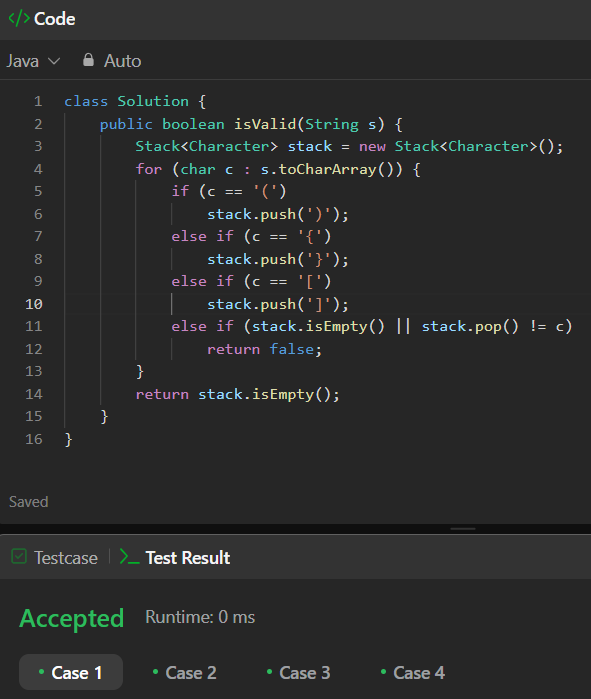 </> Code
Java Auto
1 class Solution {
2     public boolean isValid(String s) {
3         Stack<Character> stack = new Stack<Character>();
4         for (char c : s.toCharArray()) {
5             if (c == '(')
6                 stack.push(')');
7             else if (c == '{')
8                 stack.push('}');
9             else if (c == '[')
10                 stack.push(']');
11             else if (stack.isEmpty() || stack.pop() != c)
12                 return false;
13         }
14         return stack.isEmpty();
15     }
16 }
Saved
Testcase | >_ Test Result
Accepted Runtime: 0 ms
• Case 1 • Case 2 • Case 3 • Case 4